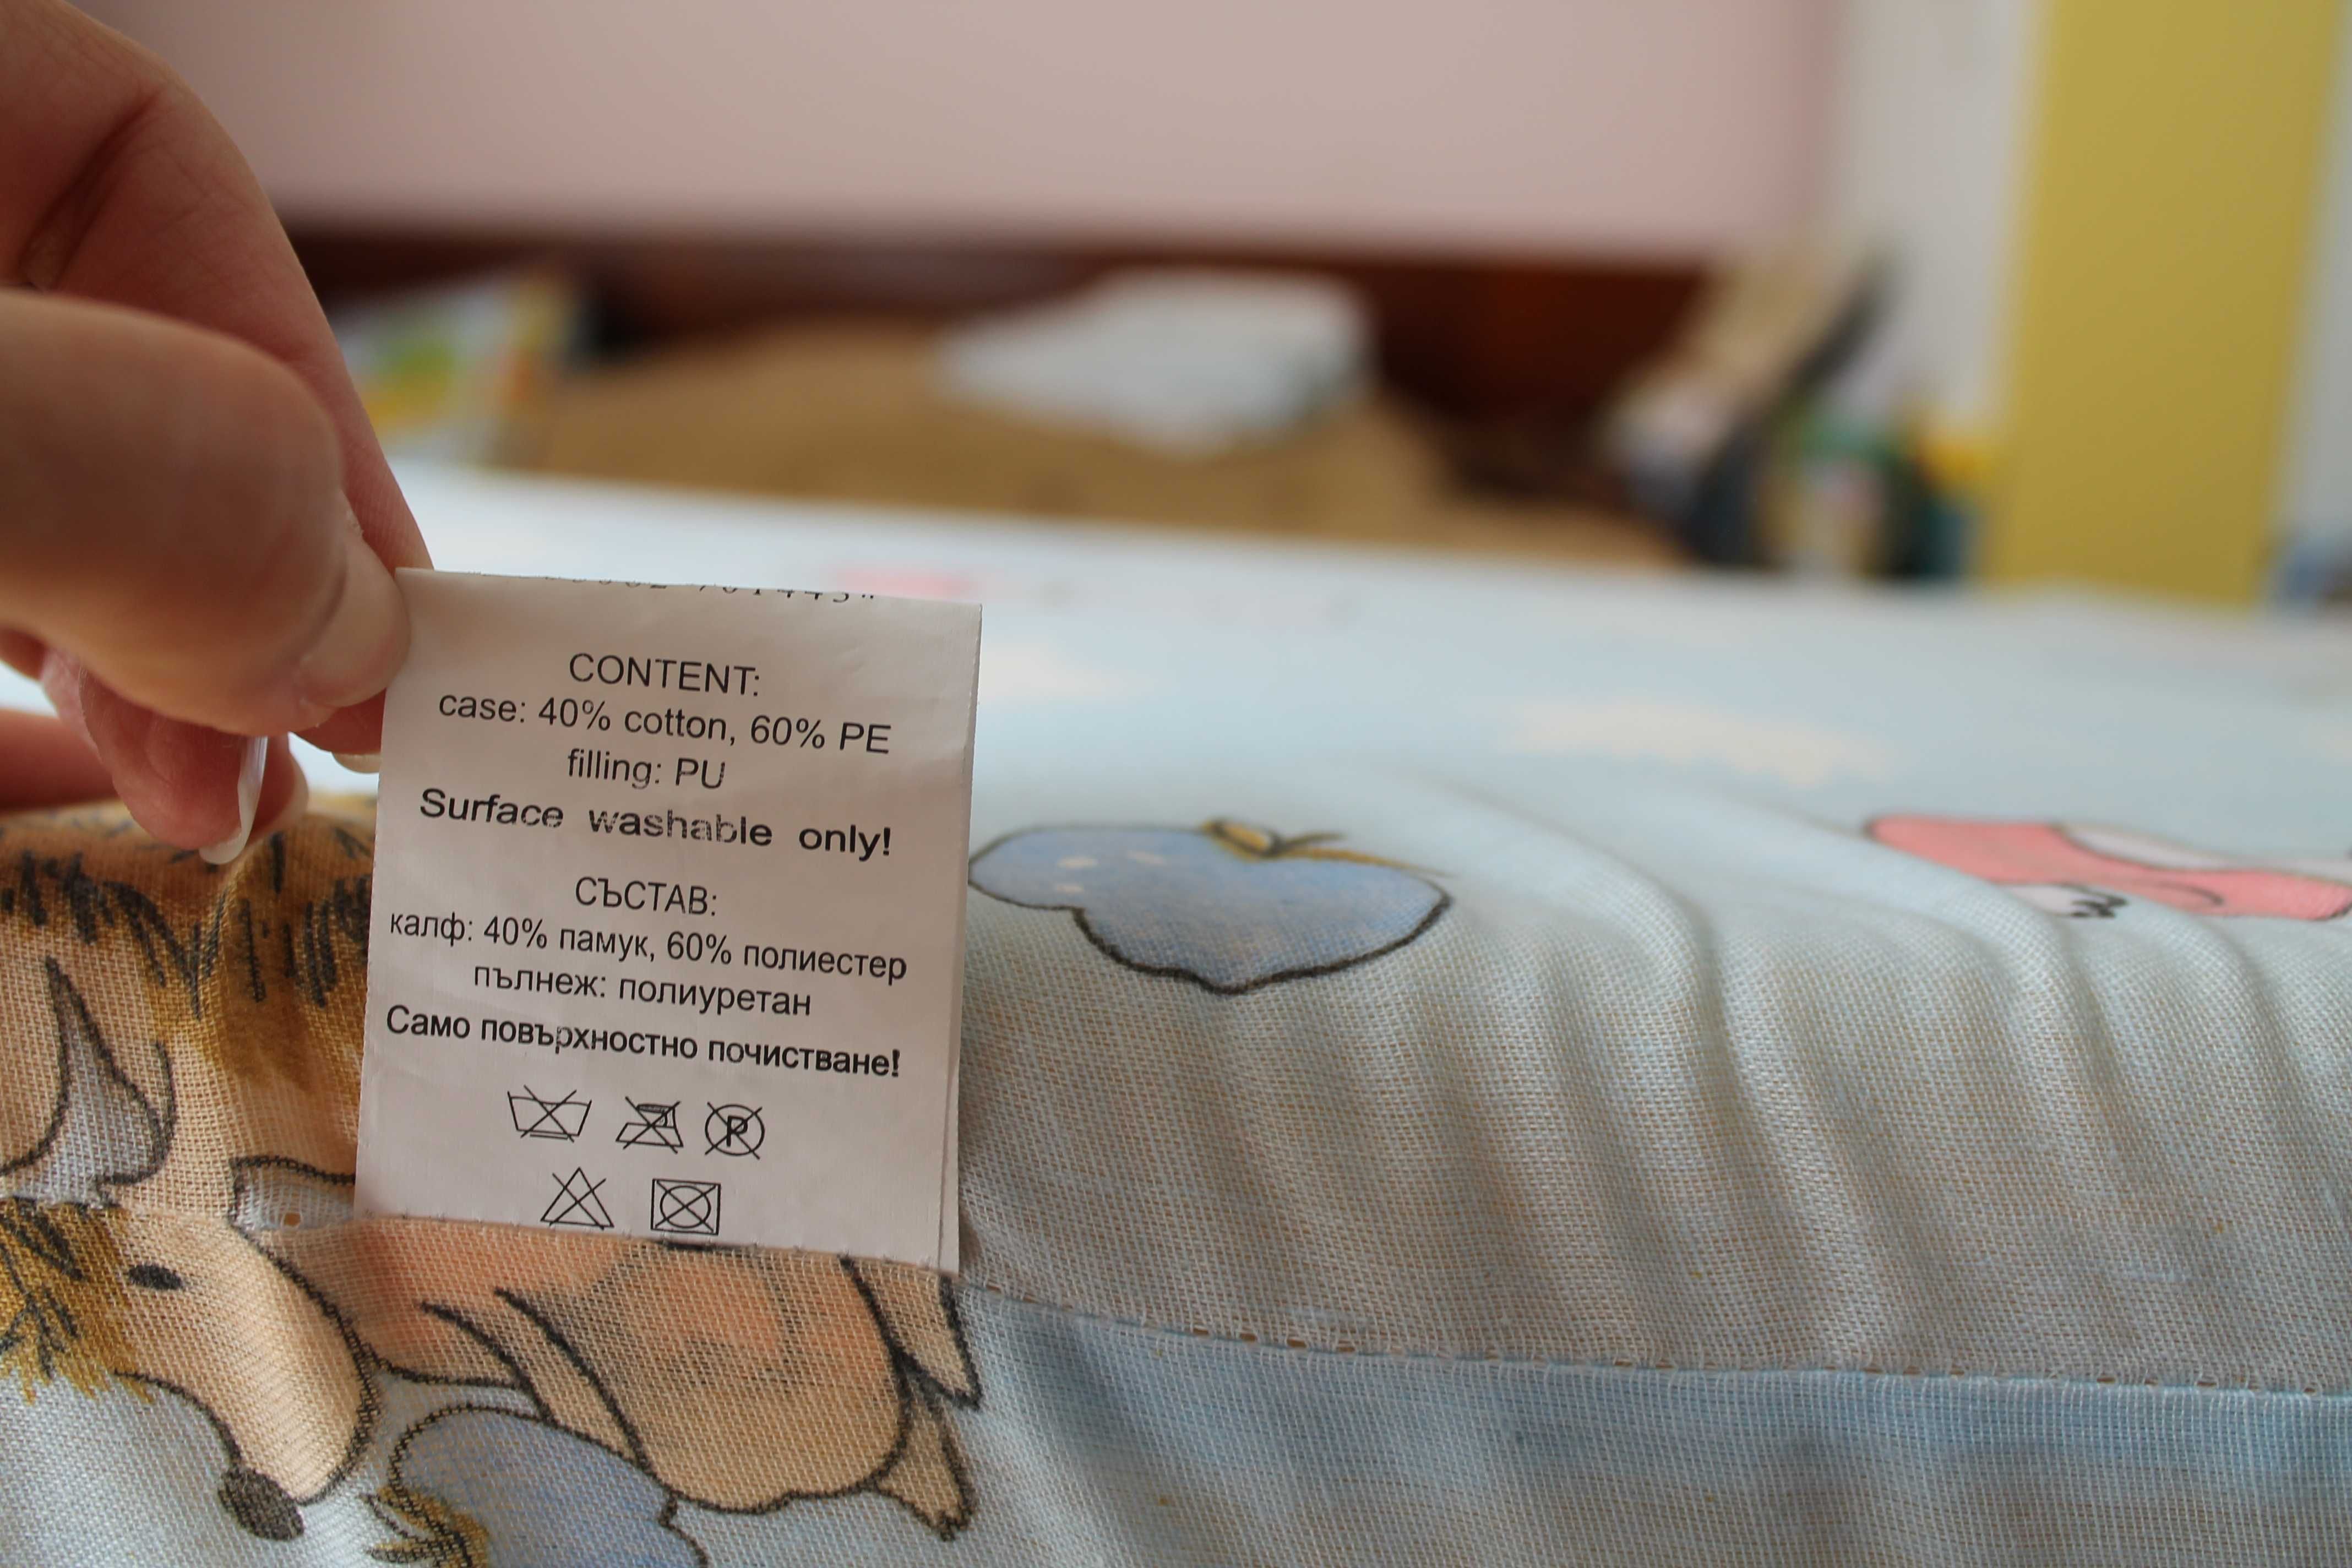 CONTENT:
case: 40% cotton, 60% PE
filling: PU
Surface washable only!
СЪСТАВ:
калф: 40% памук, 60% полиестер
пълнеж: полиуретан
Само повърхностно почистване!
P